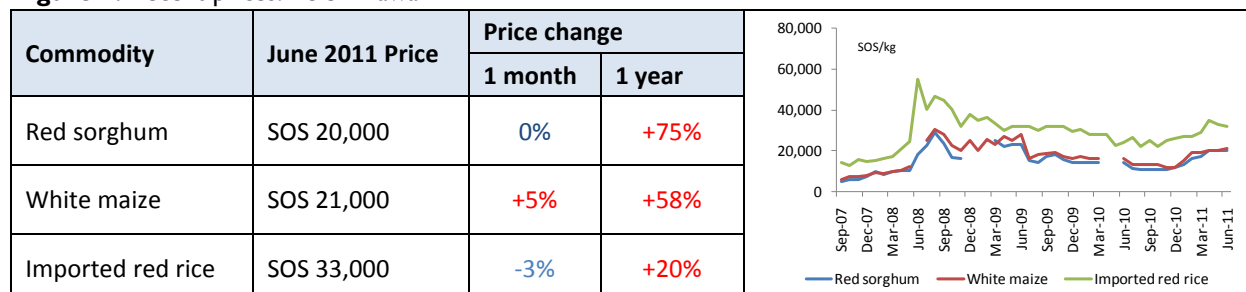 Commodity June 2011 Price Price change
1 month 1 year
Red sorghum SOS 20,000 0% +75%
White maize SOS 21,000 +5% +58%
Imported red rice SOS 33,000 -3% +20%
80,000
SOS/kg
60,000
40,000
20,000
0
Sep-07
Dec-07
Mar-08
Jun-08
Sep-08
Dec-08
Mar-09
Jun-09
Sep-09
Dec-09
Mar-10
Jun-10
Sep-10
Dec-10
Mar-11
Jun-11
Red sorghum White maize Imported red rice